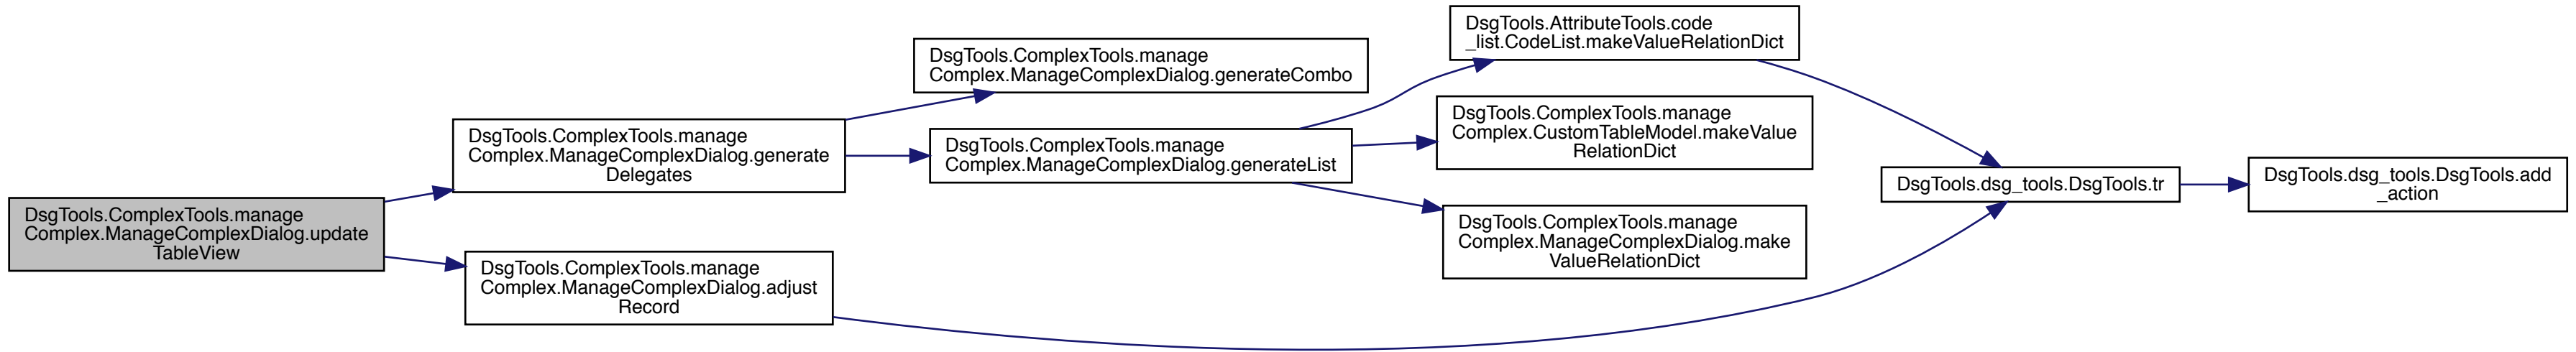 DsgTools.ComplexTools.manage
Complex.ManageComplexDialog.update
TableView
DsgTools.ComplexTools.manage
Complex.ManageComplexDialog.generate
Delegates
DsgTools.ComplexTools.manage
Complex.ManageComplexDialog.adjust
Record
DsgTools.ComplexTools.manage
Complex.ManageComplexDialog.generateCombo
DsgTools.ComplexTools.manage
Complex.ManageComplexDialog.generateList
DsgTools.AttributeTools.code
_list.CodeList.makeValueRelationDict
DsgTools.ComplexTools.manage
Complex.CustomTableModel.makeValue
RelationDict
DsgTools.ComplexTools.manage
Complex.ManageComplexDialog.make
ValueRelationDict
DsgTools.dsg_tools.DsgTools.tr
DsgTools.dsg_tools.DsgTools.add
_action